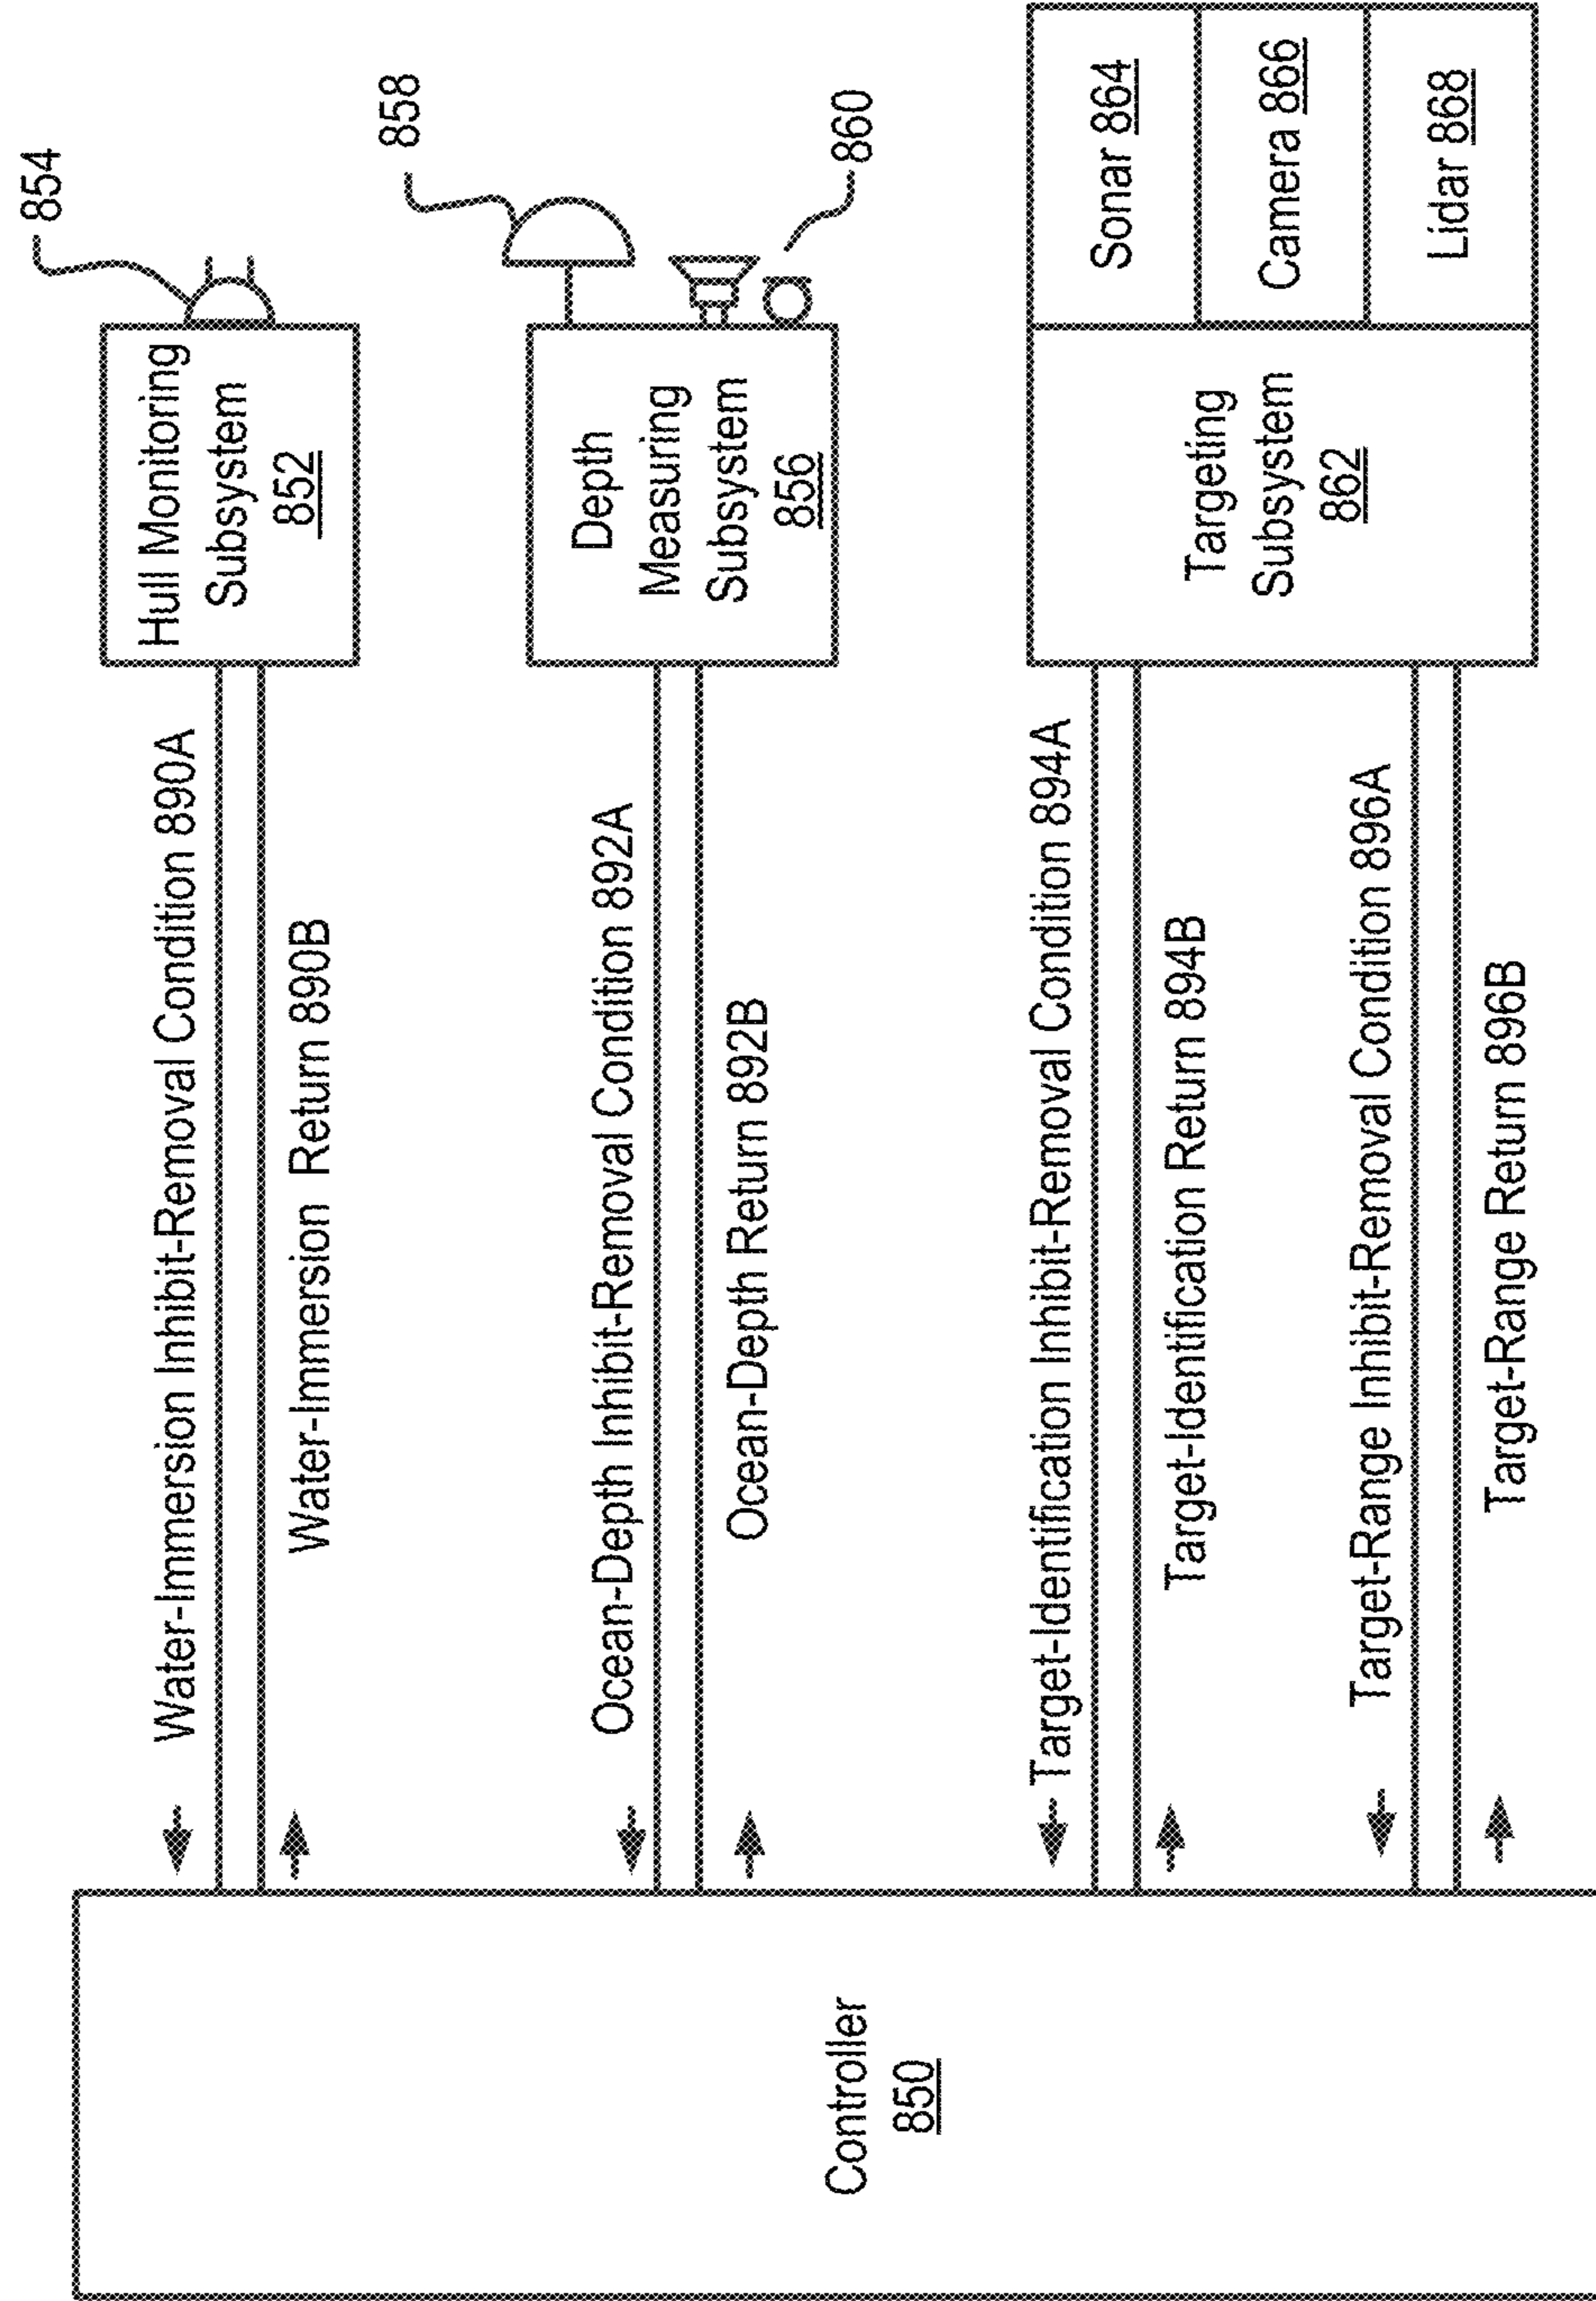 854
Hull Monitoring
Subsystem
852
Water-Immersion Inhibit-Removal Condition 890A
Water-Immersion Return 890B
858
860
Depth
Measuring
Subsystem
856
Ocean-Depth Inhibit-Removal Condition 892A
Ocean-Depth Return 892B
Controller
850
Targeting
Subsystem
862
Sonar 864
Camera 866
Lidar 868
Target-Identification Inhibit-Removal Condition 894A
Target-Identification Return 894B
Target-Range Inhibit-Removal Condition 896A
Target-Range Return 896B